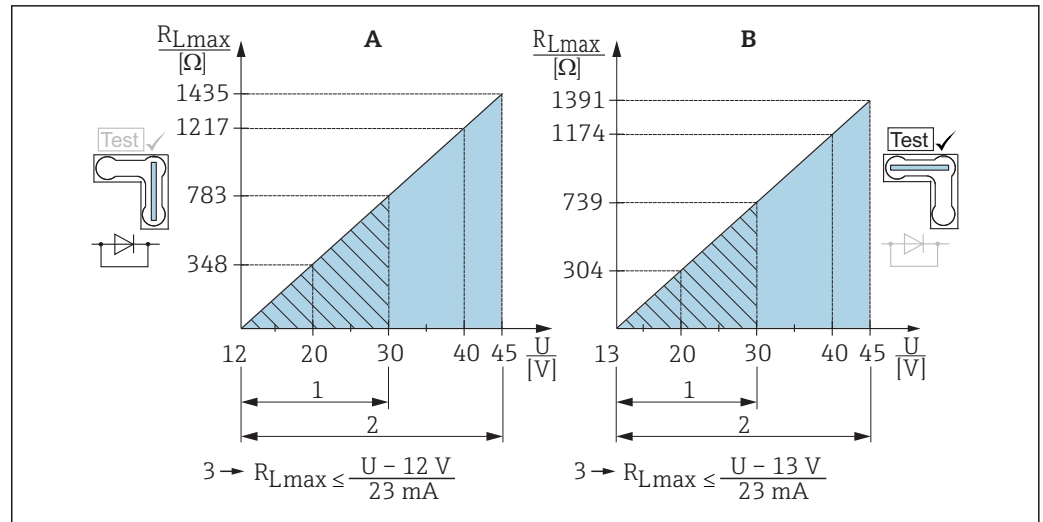 A
R_Lmax
[Ω]
1435
1217
783
348
12 20 30 40 45 U
[V]
1
2
3 → R_Lmax ≤ U – 12 V
23 mA
Test ✓
B
R_Lmax
[Ω]
1391
1174
739
304
13 20 30 40 45 U
[V]
1
2
3 → R_Lmax ≤ U – 13 V
23 mA
Test ✓